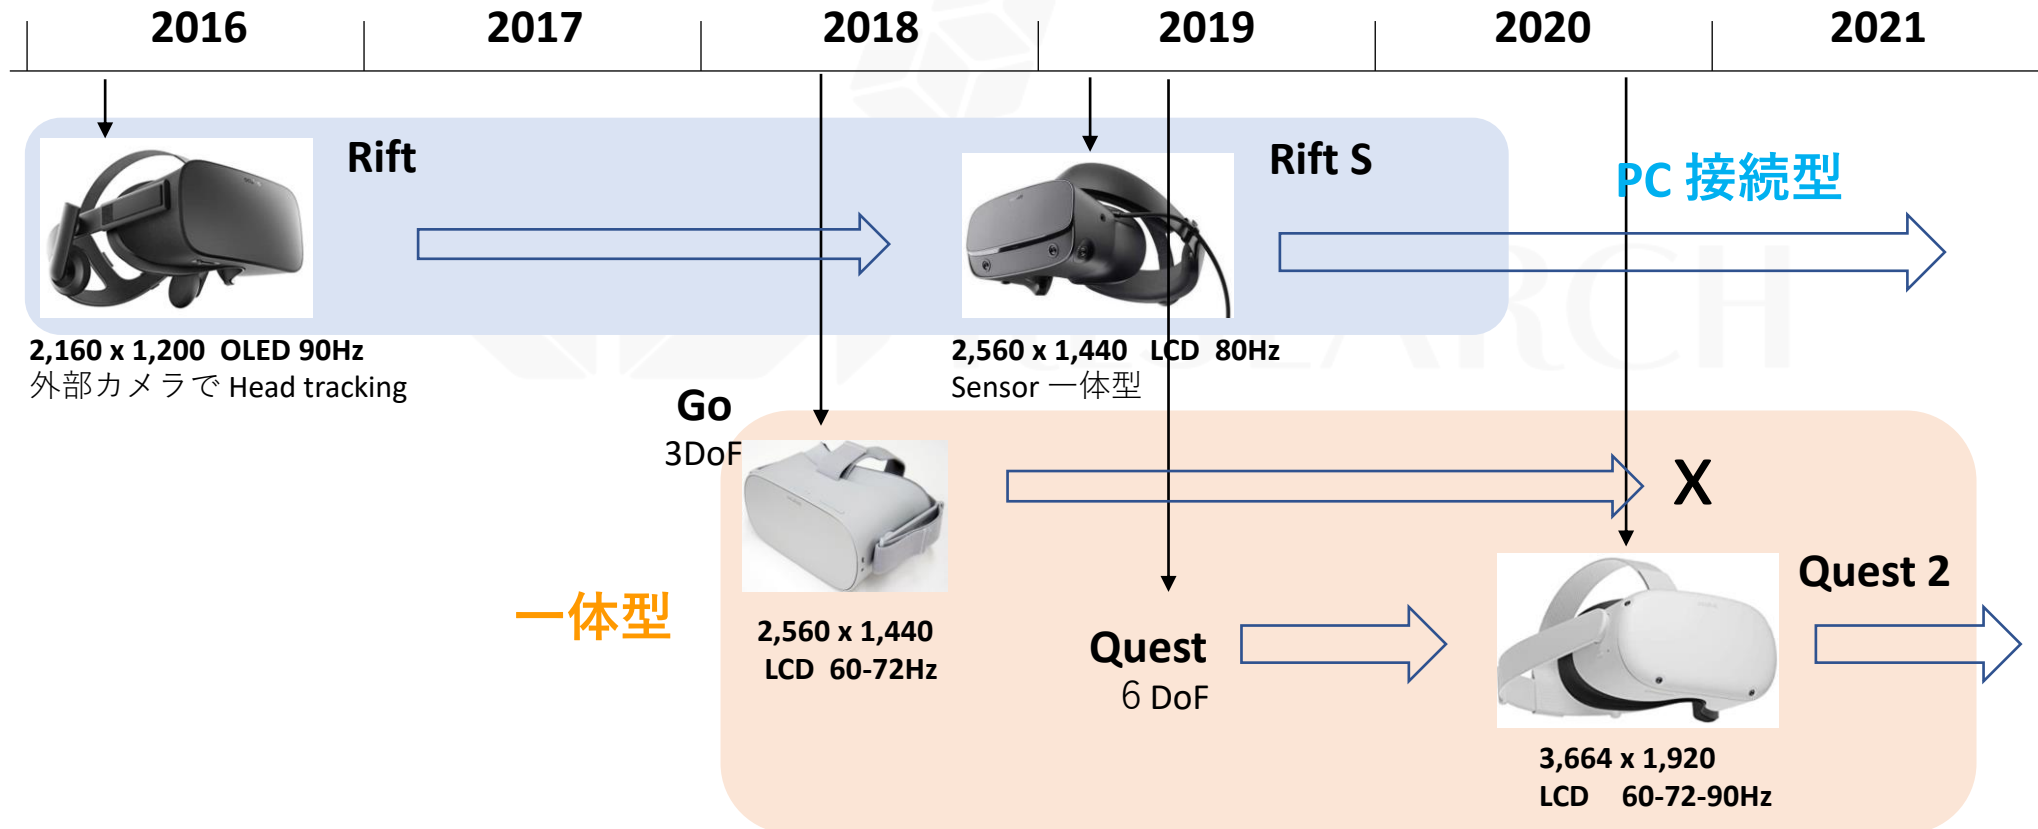 2016 2017 2018 2019 2020 2021
Rift
Rift S
PC 接続型
2,160 x 1,200 OLED 90Hz
外部カメラで Head tracking
2,560 x 1,440 LCD 80Hz
Sensor 一体型
Go
3DoF
X
一体型
2,560 x 1,440
LCD 60-72Hz
Quest
6 DoF
Quest 2
3,664 x 1,920
LCD 60-72-90Hz